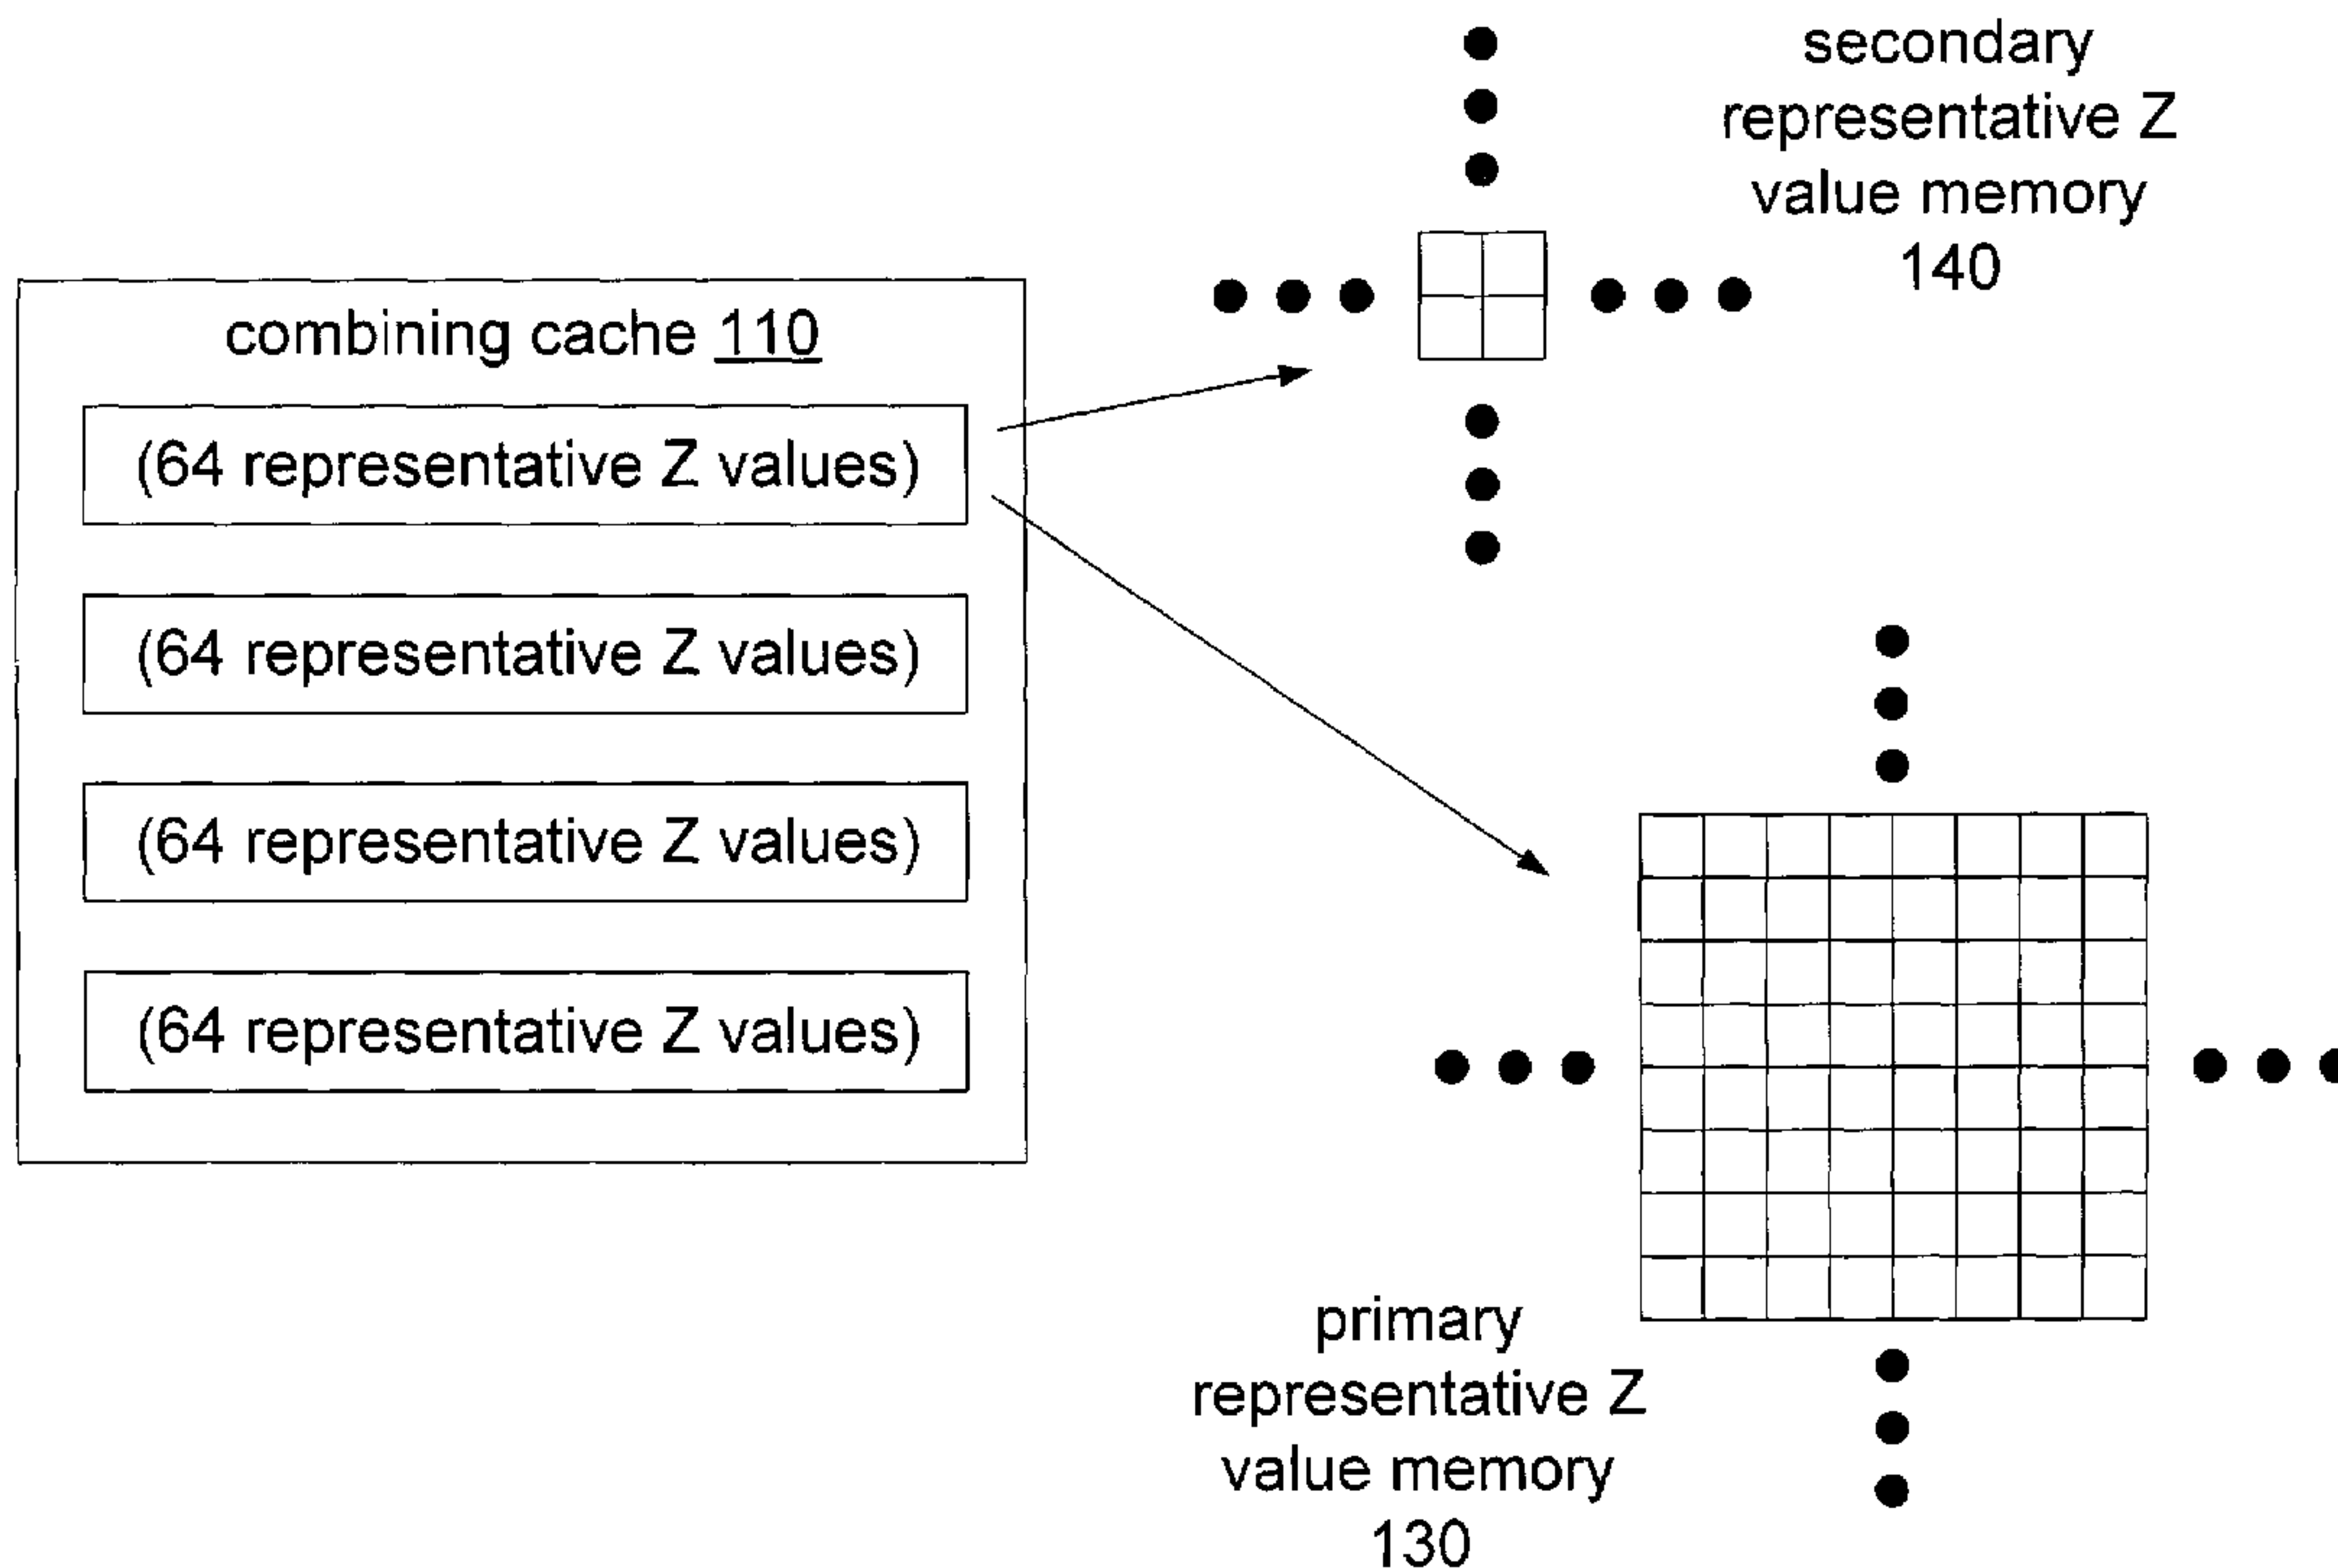 combining cache 110
(64 representative Z values)
(64 representative Z values)
(64 representative Z values)
(64 representative Z values)
secondary
representative Z
value memory
140
primary
representative Z
value memory
130